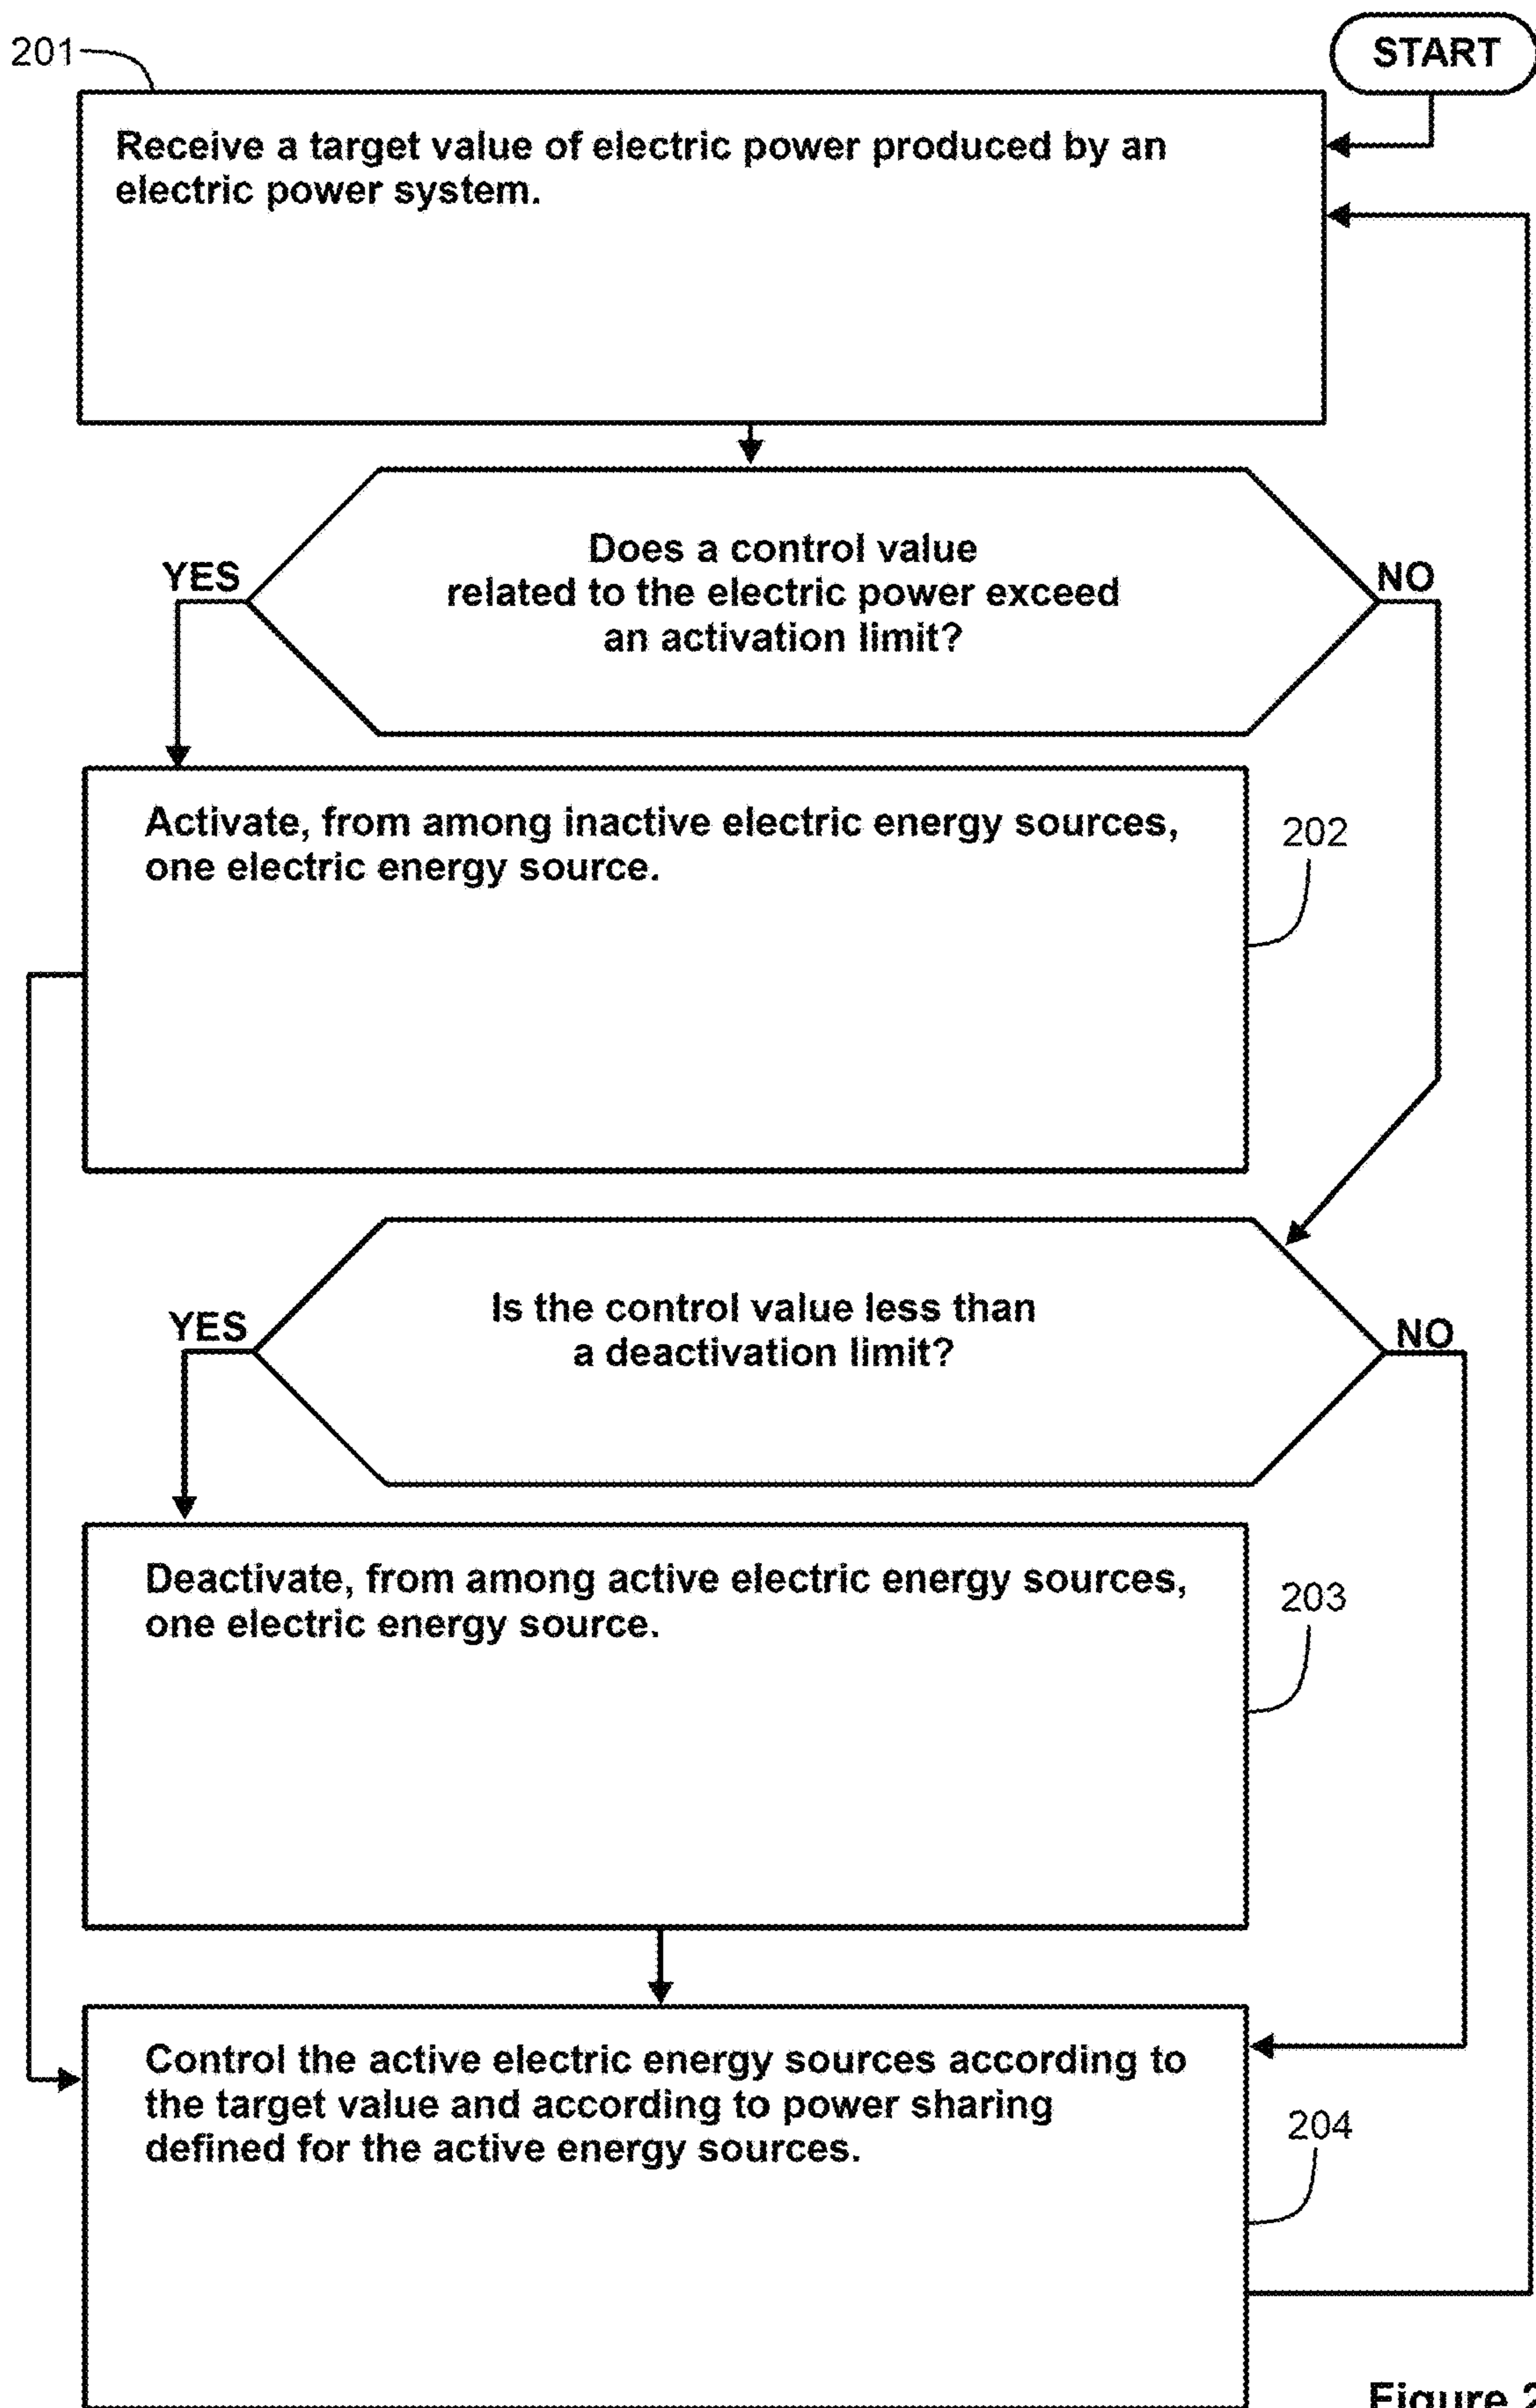 201
START
Receive a target value of electric power produced by an
electric power system.
Does a control value
related to the electric power exceed
an activation limit?
YES
NO
Activate, from among inactive electric energy sources,
one electric energy source.
202
Is the control value less than
a deactivation limit?
YES
NO
Deactivate, from among active electric energy sources,
one electric energy source.
203
Control the active electric energy sources according to
the target value and according to power sharing
defined for the active energy sources.
204
Figure 2